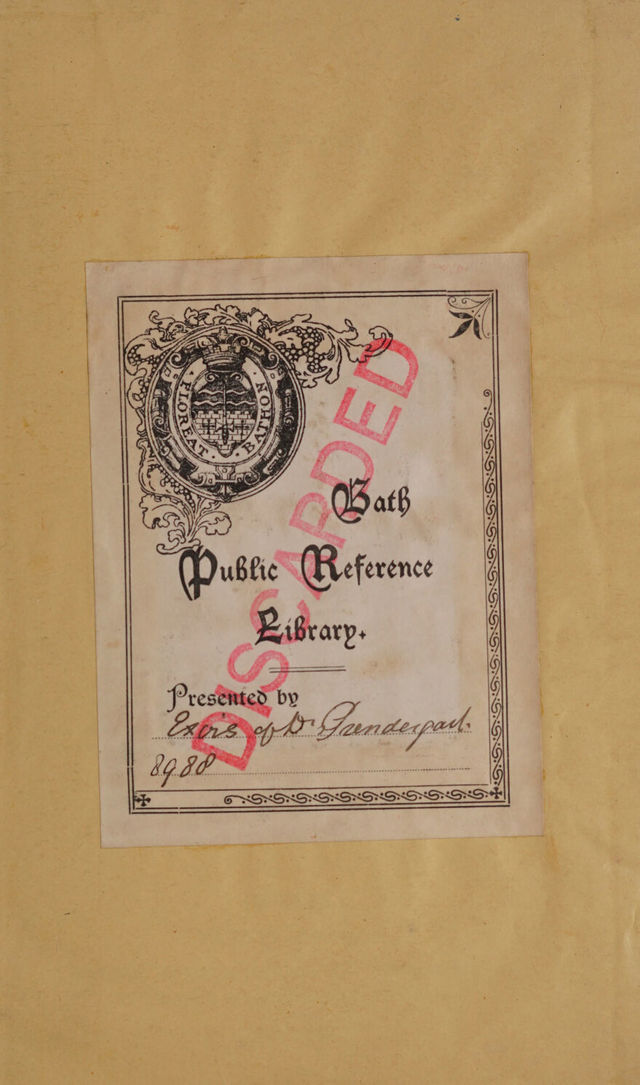 FLOREAT BATHON
DISCARDED
Bath
Public Reference
Library.
Presented by
Exors of Dr Prendergast.
8988